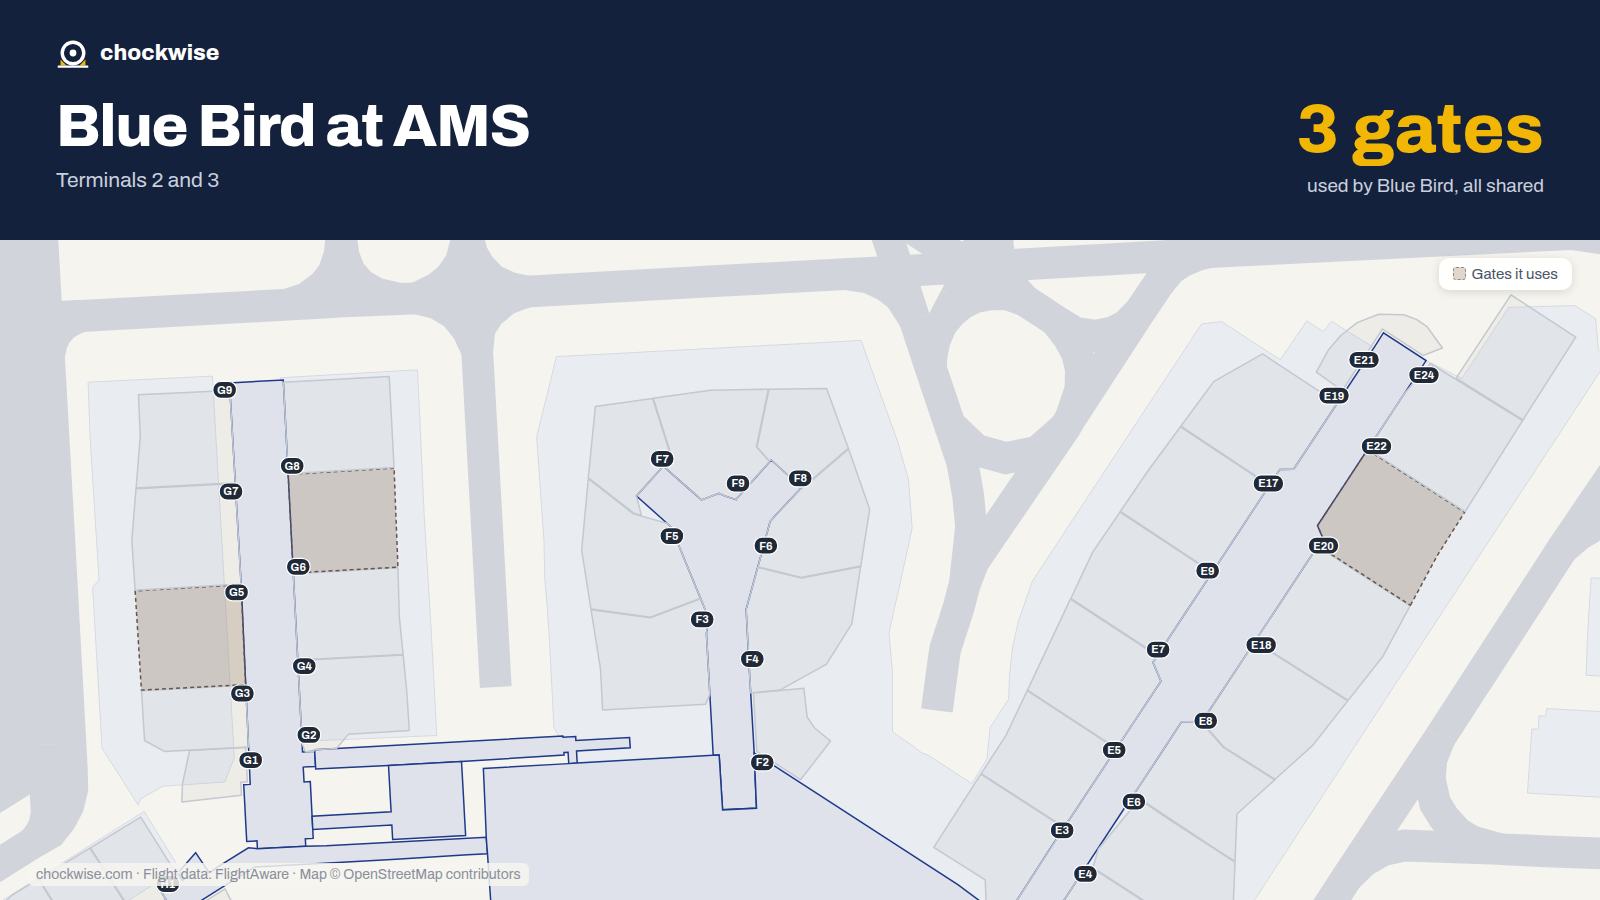 chockwise
Blue Bird at AMS
Terminals 2 and 3
3 gates
used by Blue Bird, all shared
Gates it uses
E21
E24
G9
E19
E22
F7
G8
F8
F9
E17
G7
F5
E20
F6
G6
E9
G5
F3
E18
E7
F4
G4
G3
E8
G2
E5
G1
F2
E6
E3
E4
chockwise.com · Flight data: FlightAware · Map © OpenStreetMap contributors